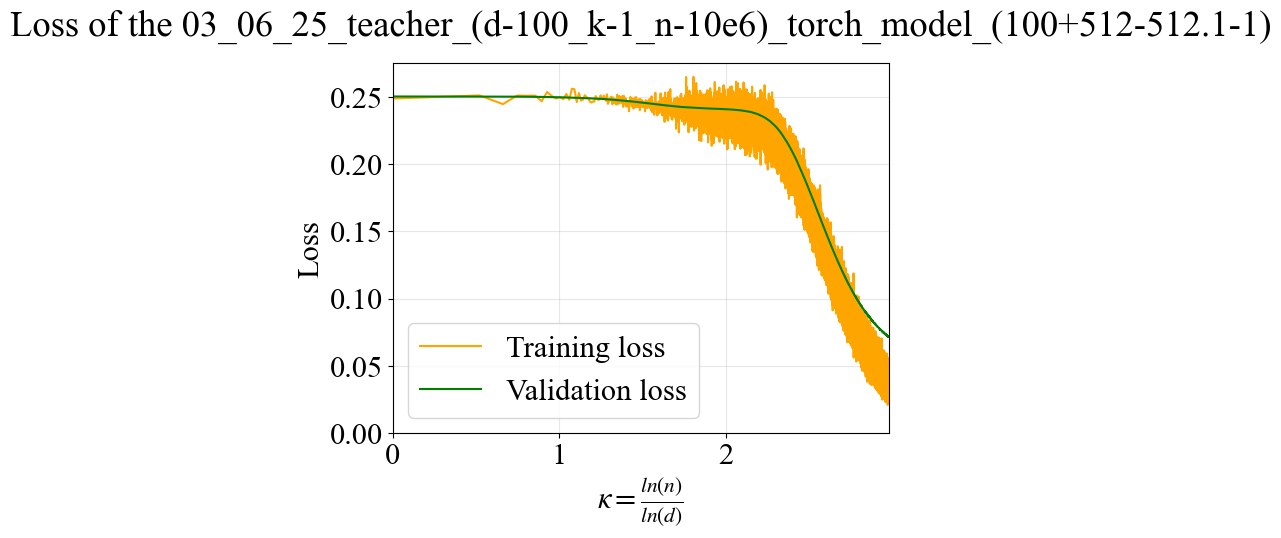 Loss of the 03_06_25_teacher_(d-100_k-1_n-10e6)_torch_model_(100+512-512.1-1)
0.25
0.20
0.15
0.10
0.05
0.00
Loss
Training loss
Validation loss
0 1 2
κ = ln(n) / ln(d)